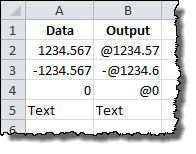 A B
1 Data Output
2 1234.567 @1234.57
3 -1234.567 -@1234.6
4 0 @0
5 Text Text